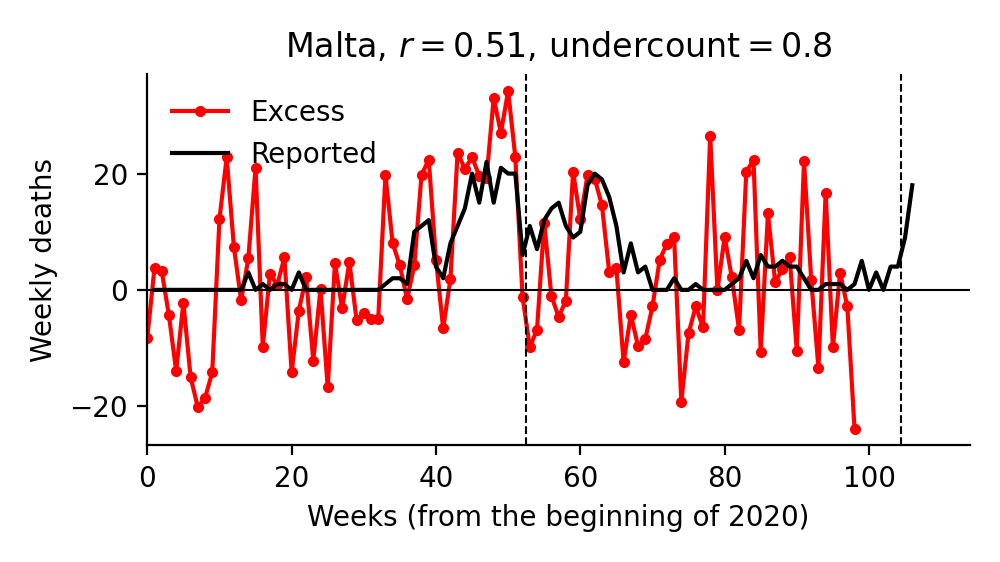 Malta, r = 0.51, undercount = 0.8
Excess
Reported
Weekly deaths
20
0
−20
0 20 40 60 80 100
Weeks (from the beginning of 2020)